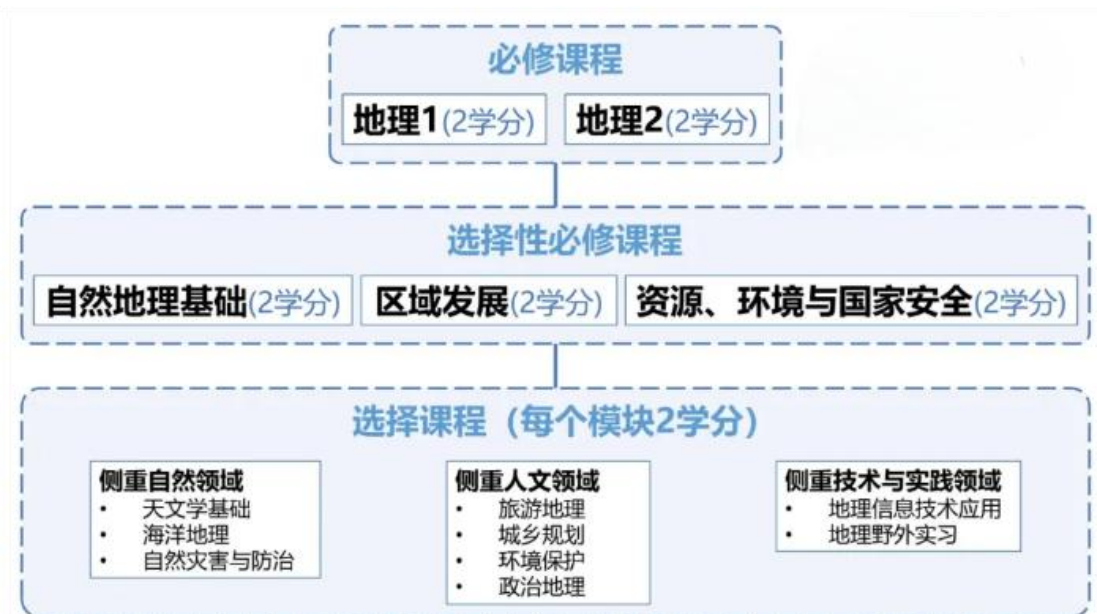 必修课程
地理1(2学分) 地理2(2学分)
选择性必修课程
自然地理基础(2学分) 区域发展(2学分) 资源、环境与国家安全(2学分)
选择课程（每个模块2学分）
侧重自然领域
• 天文学基础
• 海洋地理
• 自然灾害与防治
侧重人文领域
• 旅游地理
• 城乡规划
• 环境保护
• 政治地理
侧重技术与实践领域
• 地理信息技术应用
• 地理野外实习